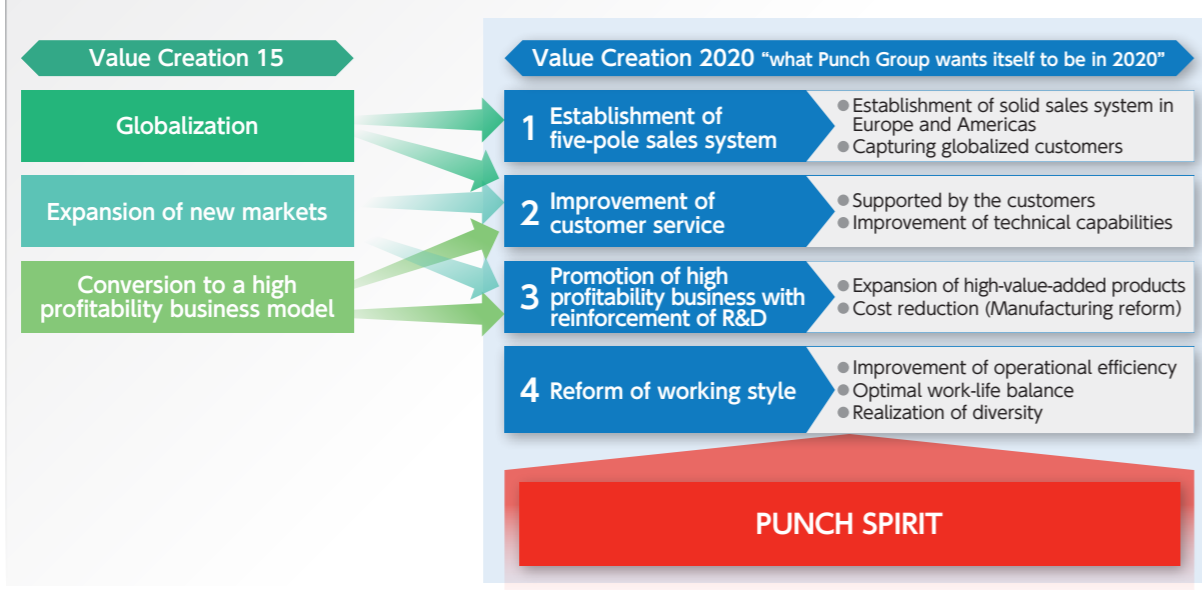 Value Creation 15
Globalization
Expansion of new markets
Conversion to a high
profitability business model
Value Creation 2020 “what Punch Group wants itself to be in 2020”
1 Establishment of
five-pole sales system
● Establishment of solid sales system in
Europe and Americas
● Capturing globalized customers
2 Improvement of
customer service
● Supported by the customers
● Improvement of technical capabilities
3 Promotion of high
profitability business with
reinforcement of R&D
● Expansion of high-value-added products
● Cost reduction (Manufacturing reform)
4 Reform of working style
● Improvement of operational efficiency
● Optimal work-life balance
● Realization of diversity
PUNCH SPIRIT